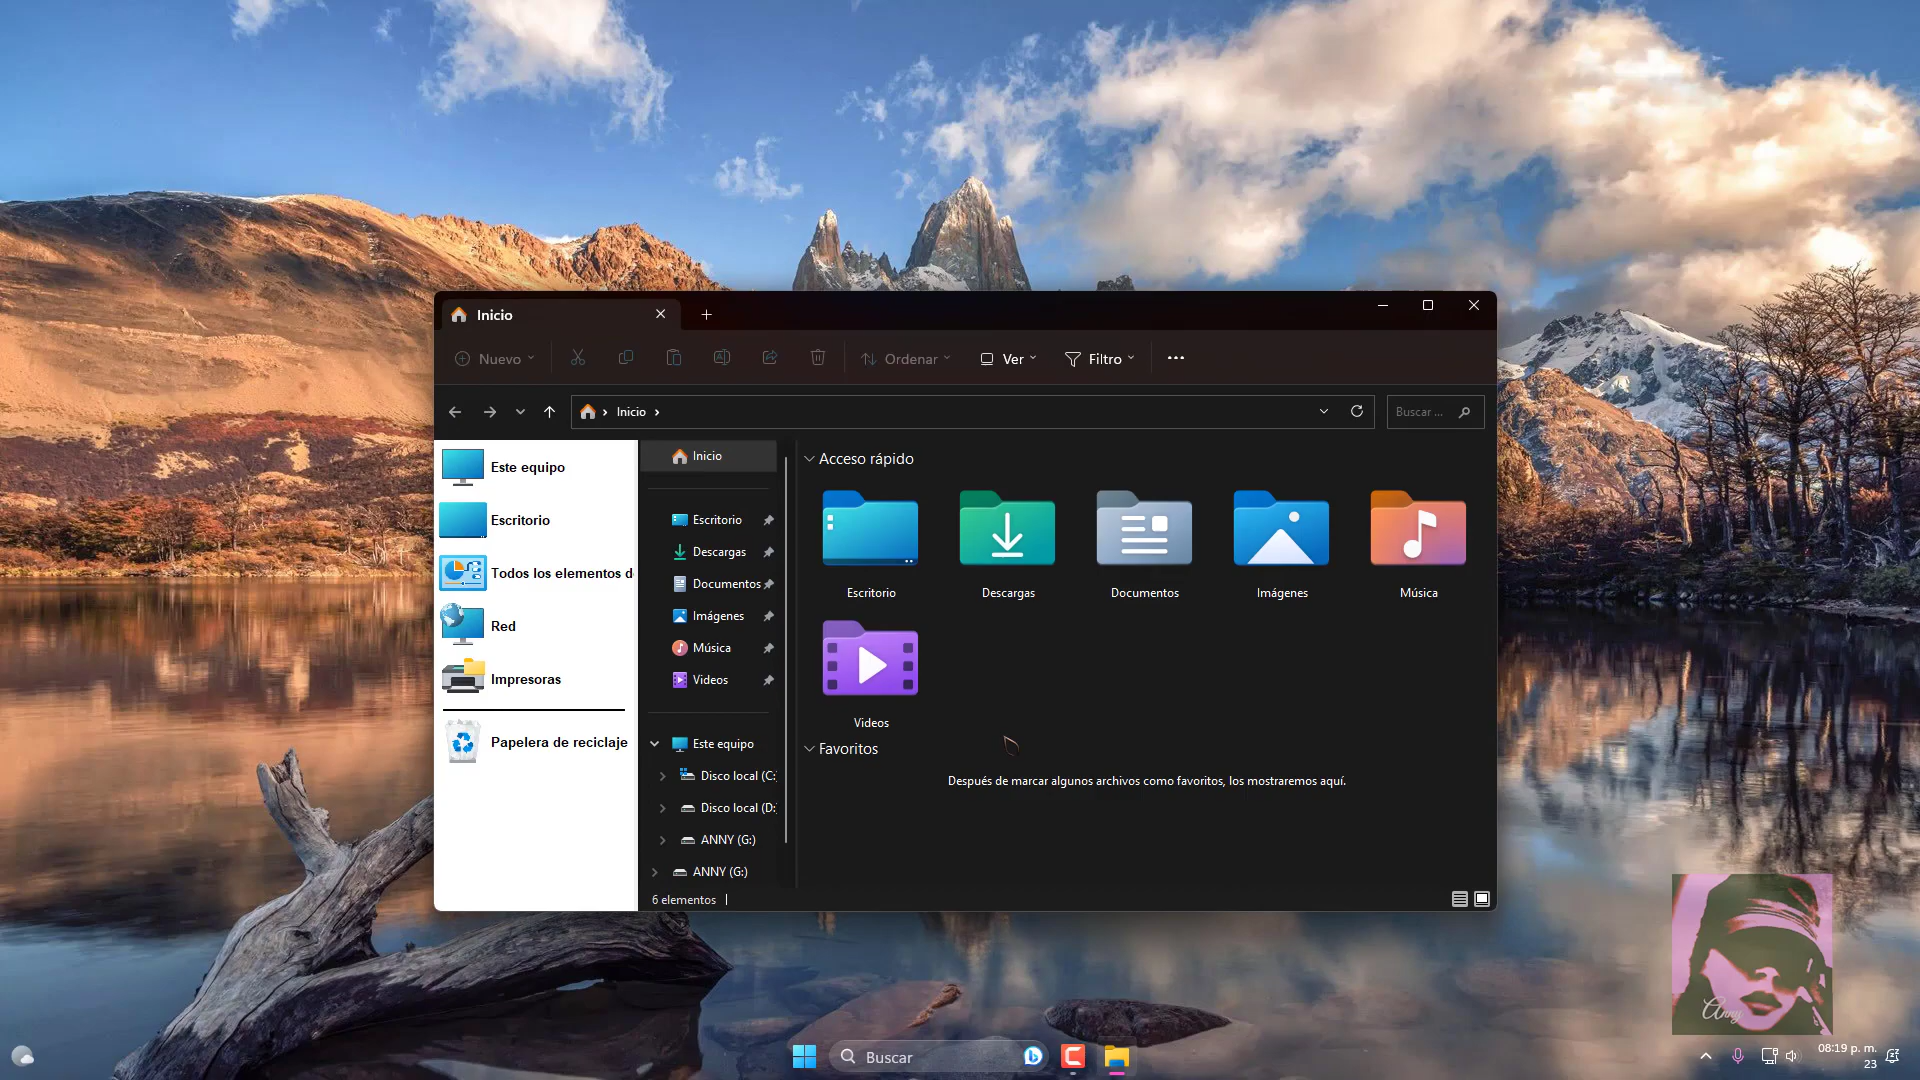 Inicio
Nuevo
Ordenar
Ver
Filtro
Inicio
Buscar ...
Este equipo
Escritorio
Todos los elementos d
Red
Impresoras
Papelera de reciclaje
Inicio
Escritorio
Descargas
Documentos
Imágenes
Música
Videos
Este equipo
Disco local (C:
Disco local (D:
ANNY (G:)
ANNY (G:)
Acceso rápido
Escritorio
Descargas
Documentos
Imágenes
Música
Videos
Favoritos
Después de marcar algunos archivos como favoritos, los mostraremos aquí.
6 elementos
Anny
Buscar
08:19 p. m.
23